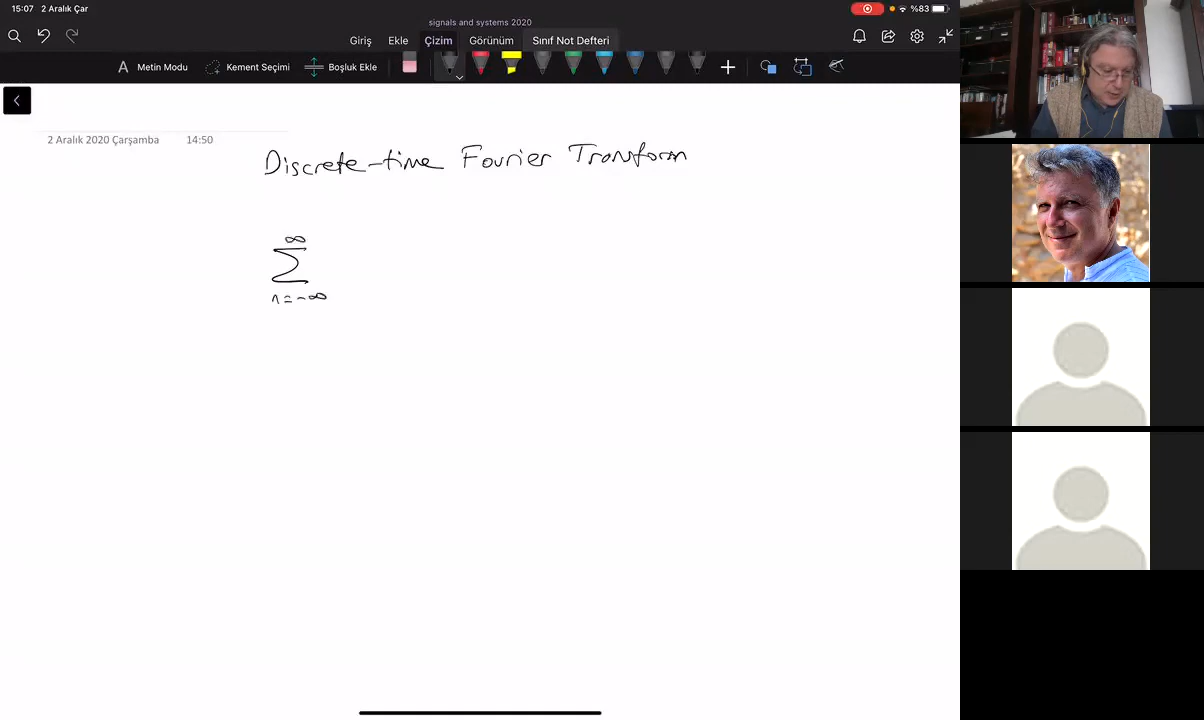 15:07 2 Aralık Çar %83
signals and systems 2020
Giriş Ekle Çizim Görünüm Sınıf Not Defteri
A Metin Modu Kement Seçimi Boşluk Ekle
2 Aralık 2020 Çarşamba 14:50
Discrete-time Fourier Transform
∞
Σ
n=-∞